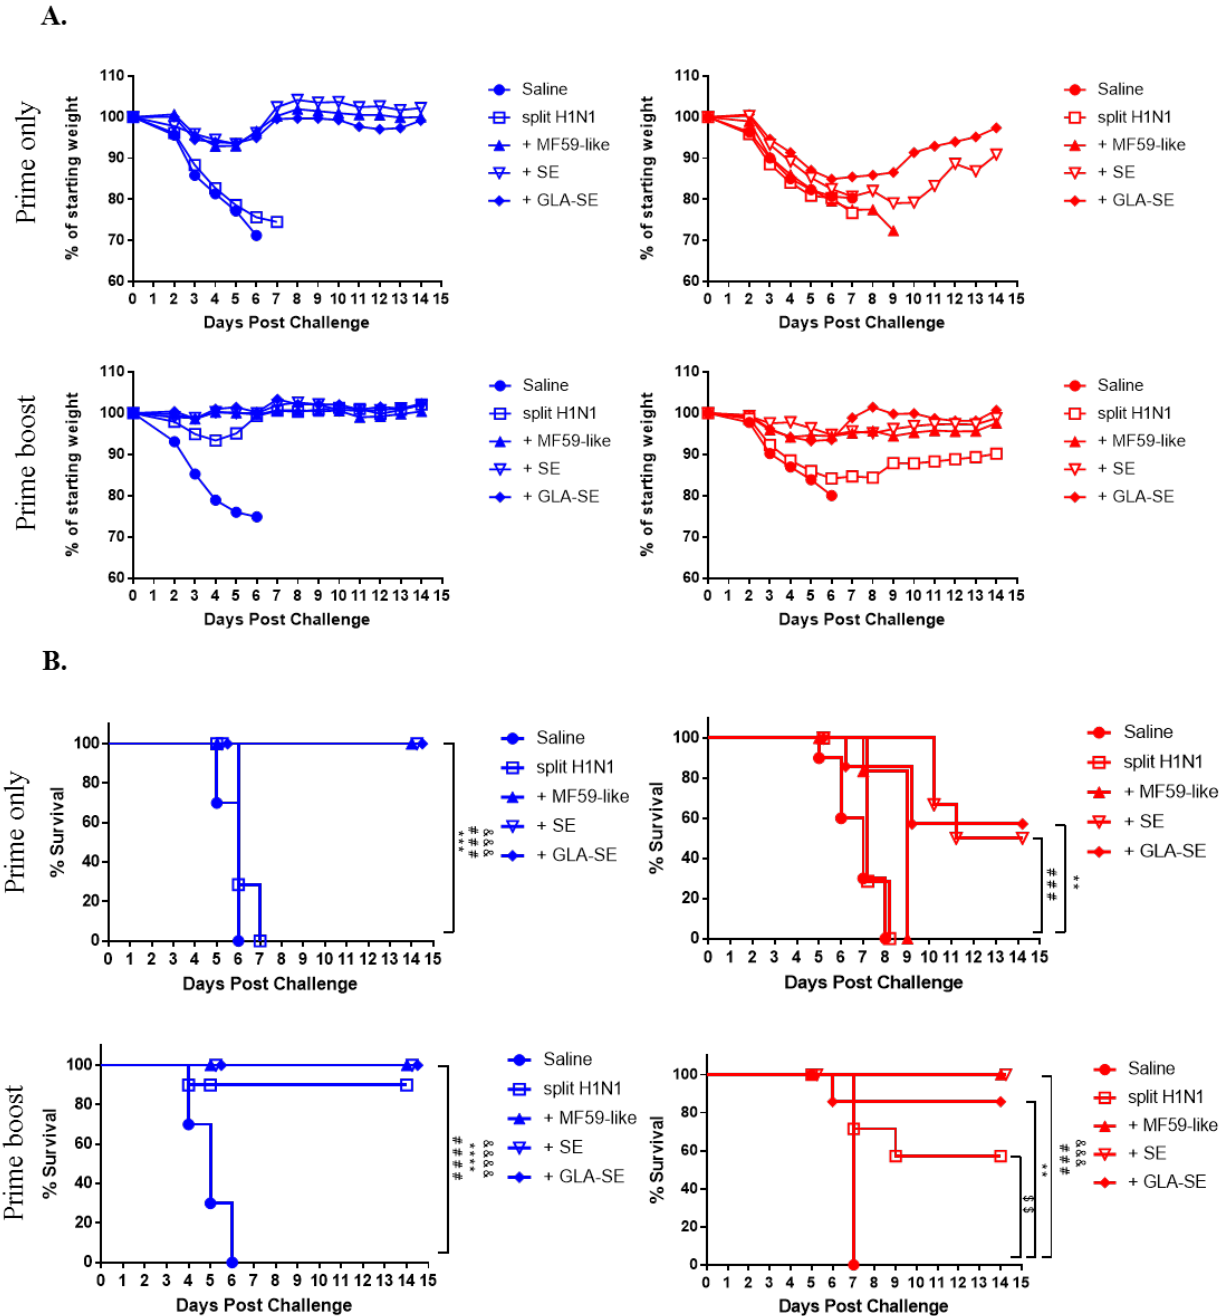 A.
Prime only
110
100
90
80
70
60
% of starting weight
0 1 2 3 4 5 6 7 8 9 10 11 12 13 14 15
Days Post Challenge
Saline
split H1N1
+ MF59-like
+ SE
+ GLA-SE
110
100
90
80
70
60
% of starting weight
0 1 2 3 4 5 6 7 8 9 10 11 12 13 14 15
Days Post Challenge
Saline
split H1N1
+ MF59-like
+ SE
+ GLA-SE
Prime boost
110
100
90
80
70
60
% of starting weight
0 1 2 3 4 5 6 7 8 9 10 11 12 13 14 15
Days Post Challenge
Saline
split H1N1
+ MF59-like
+ SE
+ GLA-SE
110
100
90
80
70
60
% of starting weight
0 1 2 3 4 5 6 7 8 9 10 11 12 13 14 15
Days Post Challenge
Saline
split H1N1
+ MF59-like
+ SE
+ GLA-SE
B.
Prime only
100
80
60
40
20
0
% Survival
0 1 2 3 4 5 6 7 8 9 10 11 12 13 14 15
Days Post Challenge
Saline
split H1N1
+ MF59-like
+ SE
+ GLA-SE
***
###
&&&
100
80
60
40
20
0
% Survival
0 1 2 3 4 5 6 7 8 9 10 11 12 13 14 15
Days Post Challenge
Saline
split H1N1
+ MF59-like
+ SE
+ GLA-SE
###
**
Prime boost
100
80
60
40
20
0
% Survival
0 1 2 3 4 5 6 7 8 9 10 11 12 13 14 15
Days Post Challenge
Saline
split H1N1
+ MF59-like
+ SE
+ GLA-SE
####
****
&&&&
100
80
60
40
20
0
% Survival
0 1 2 3 4 5 6 7 8 9 10 11 12 13 14 15
Days Post Challenge
Saline
split H1N1
+ MF59-like
+ SE
+ GLA-SE
$$
**
###
&&&